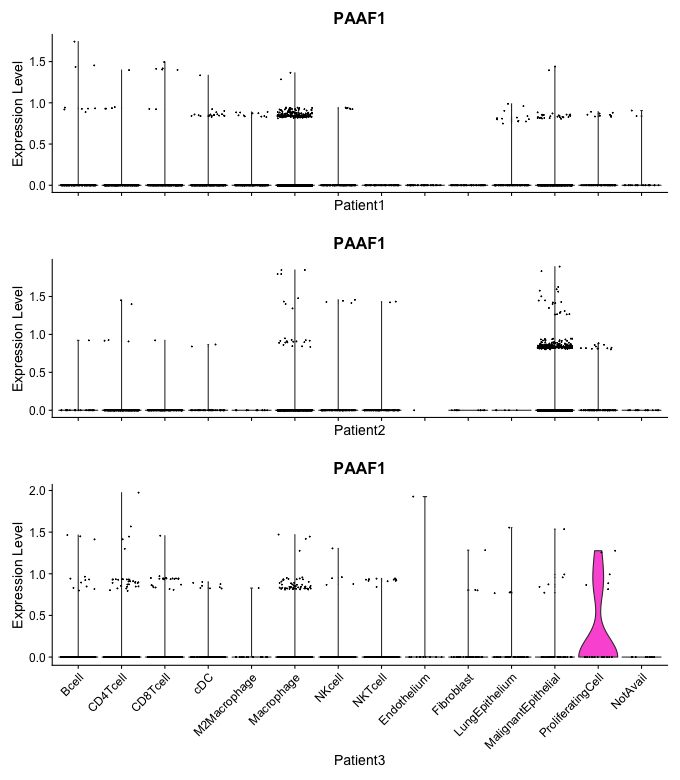 PAAF1
Expression Level
1.5
1.0
0.5
0.0
Patient1
PAAF1
Expression Level
1.5
1.0
0.5
0.0
Patient2
PAAF1
Expression Level
2.0
1.5
1.0
0.5
0.0
Bcell
CD4Tcell
CD8Tcell
cDC
M2Macrophage
Macrophage
NKcell
NKTcell
Endothelium
Fibroblast
LungEpithelium
MalignantEpithelial
ProliferatingCell
NotAvail
Patient3